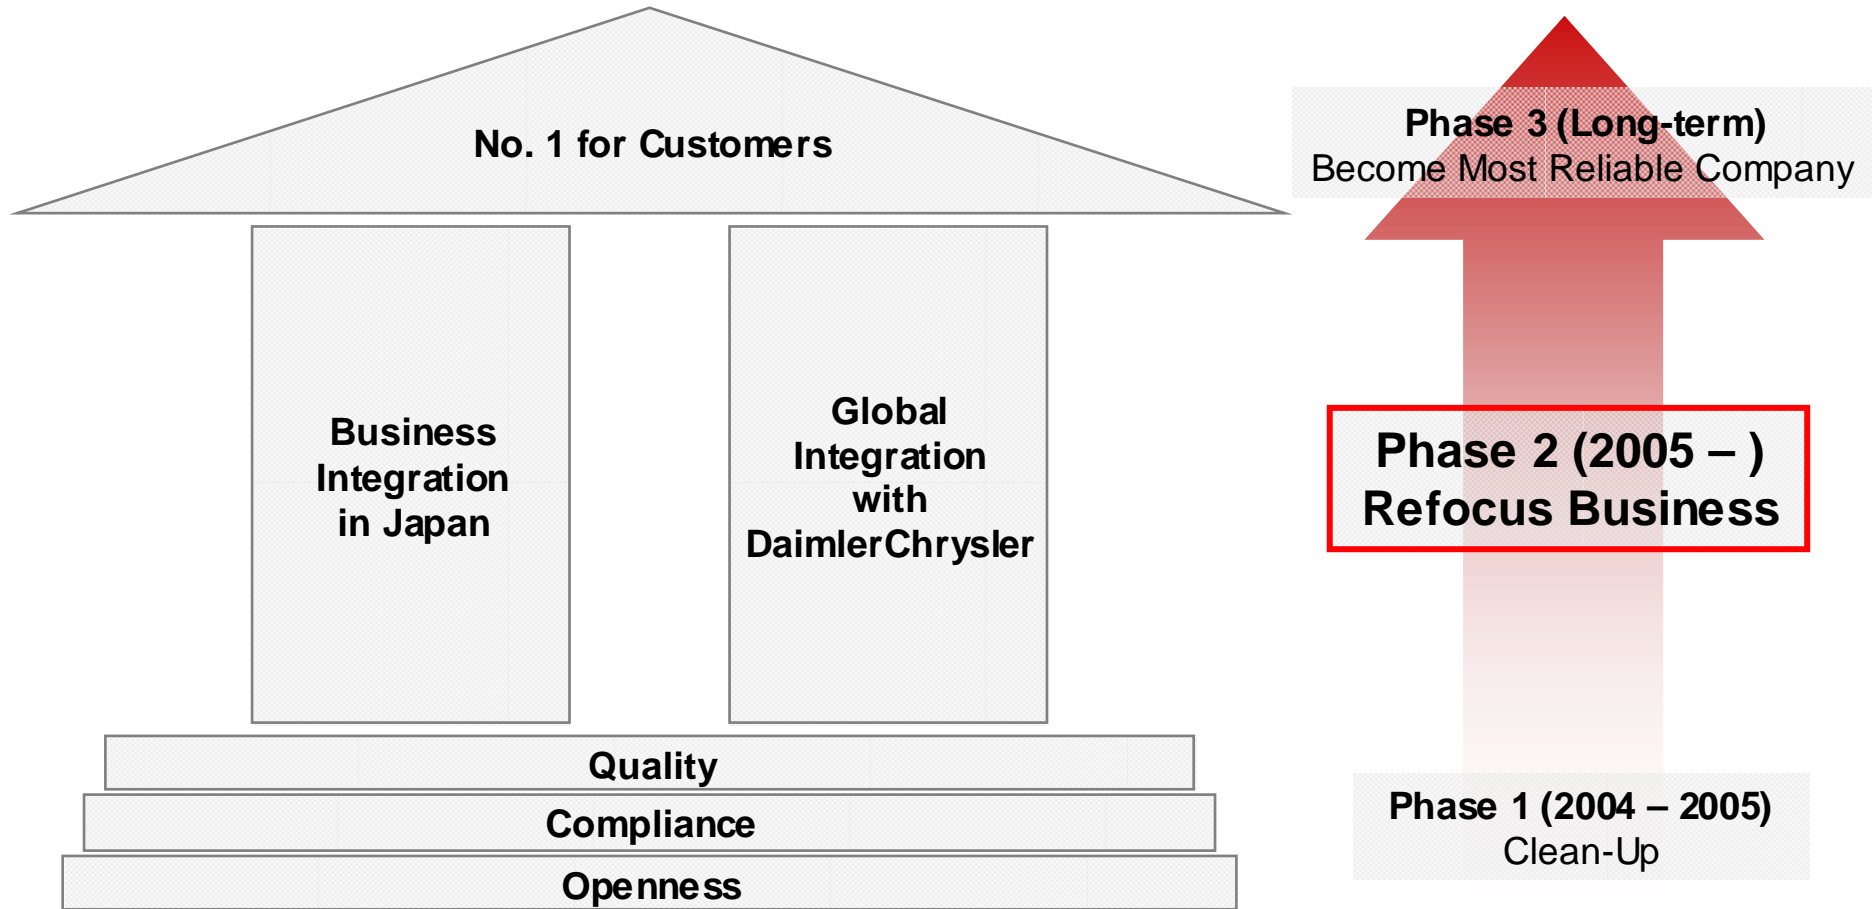 No. 1 for Customers
Business
Integration
in Japan
Global
Integration
with
DaimlerChrysler
Quality
Compliance
Openness
Phase 3 (Long-term)
Become Most Reliable Company
Phase 2 (2005 – )
Refocus Business
Phase 1 (2004 – 2005)
Clean-Up